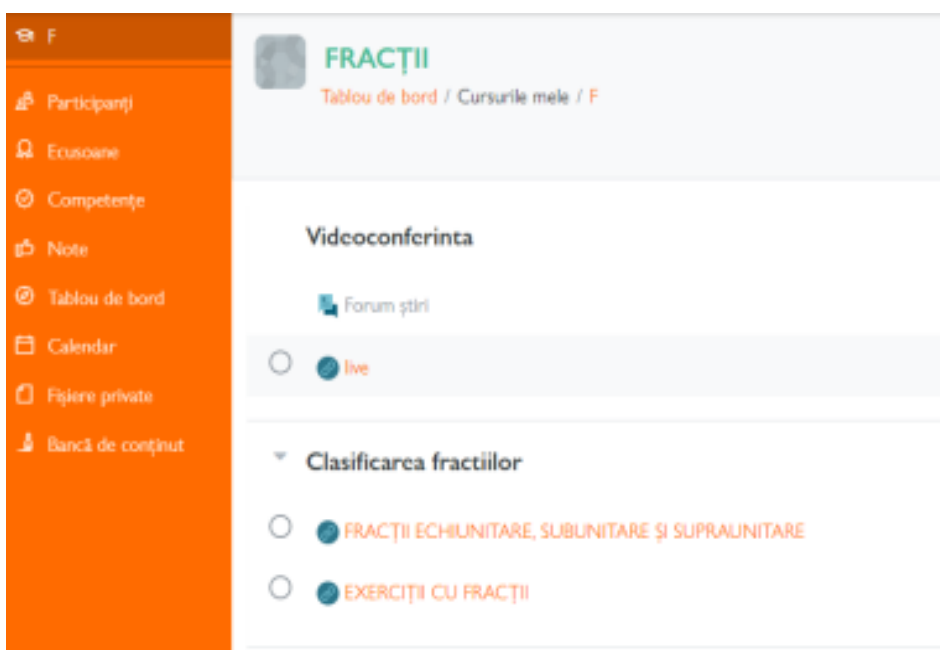 F
Participanți
Ecusoane
Competențe
Note
Tablou de bord
Calendar
Fișiere private
Bancă de conținut
FRACȚII
Tablou de bord / Cursurile mele / F
Videoconferinta
Forum știri
live
Clasificarea fractiilor
FRACȚII ECHIUNITARE, SUBUNITARE ȘI SUPRAUNITARE
EXERCIȚII CU FRACȚII